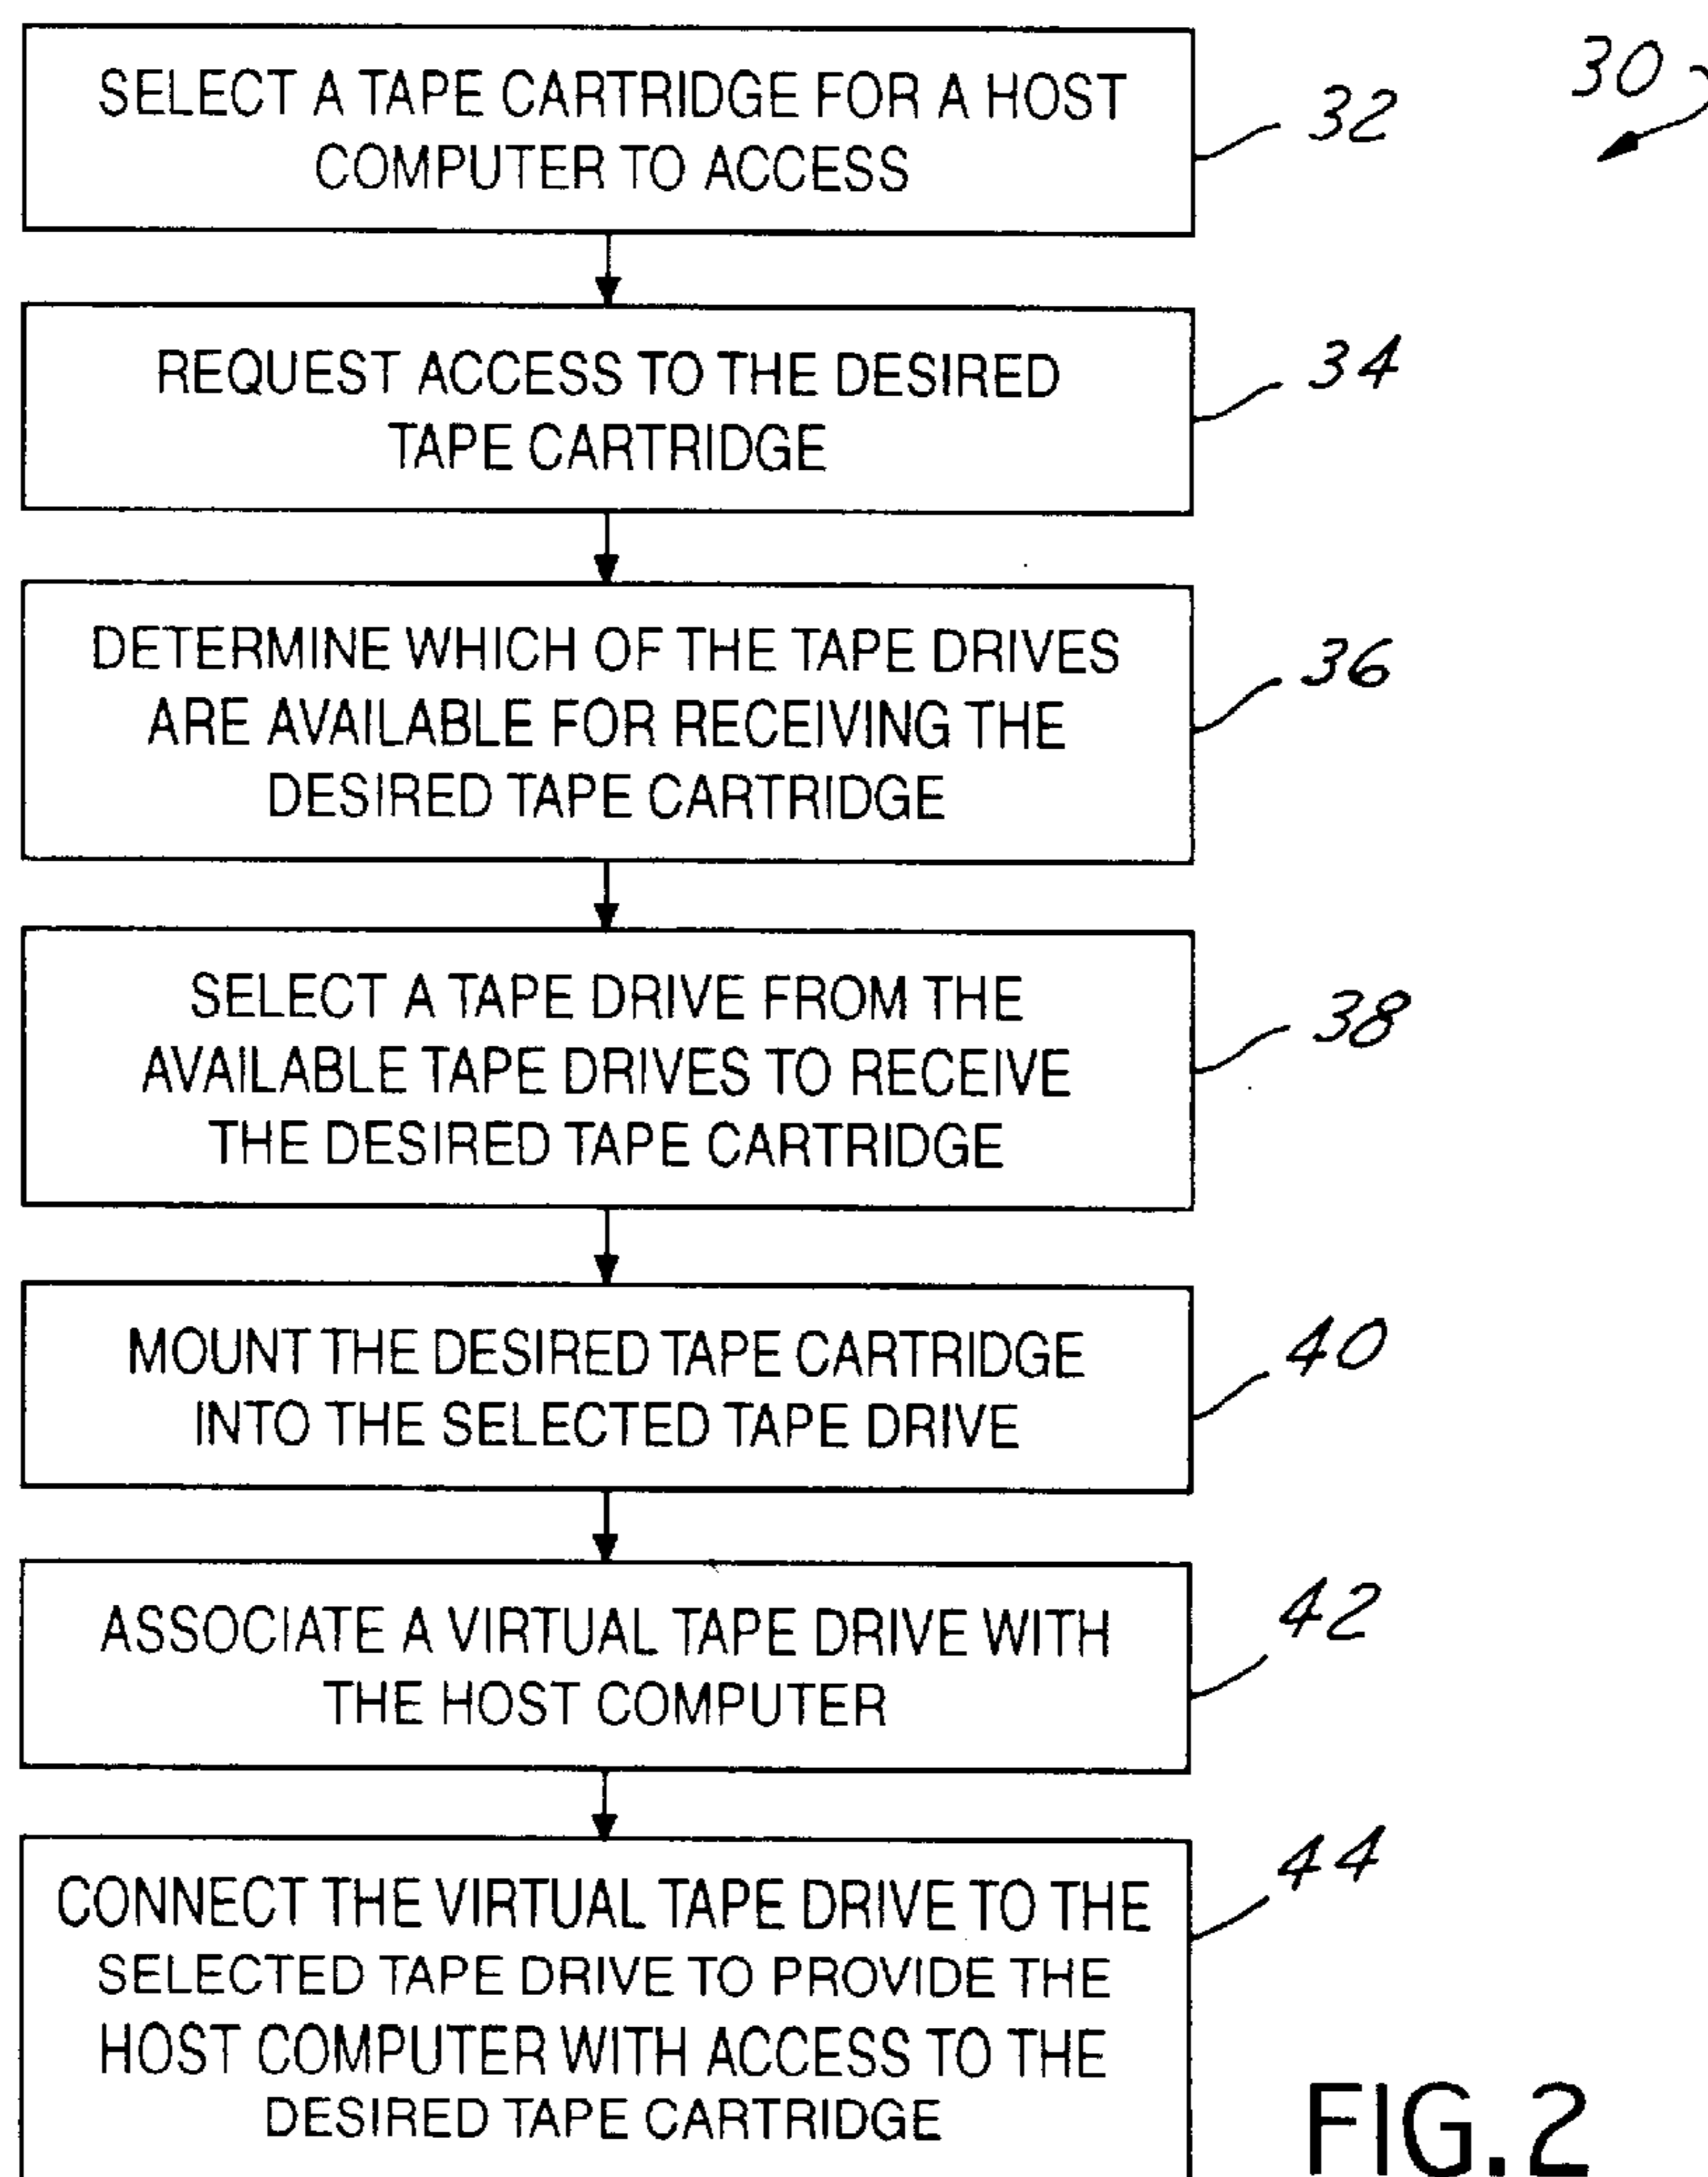 30
SELECT A TAPE CARTRIDGE FOR A HOST
COMPUTER TO ACCESS
32
REQUEST ACCESS TO THE DESIRED
TAPE CARTRIDGE
34
DETERMINE WHICH OF THE TAPE DRIVES
ARE AVAILABLE FOR RECEIVING THE
DESIRED TAPE CARTRIDGE
36
SELECT A TAPE DRIVE FROM THE
AVAILABLE TAPE DRIVES TO RECEIVE
THE DESIRED TAPE CARTRIDGE
38
MOUNT THE DESIRED TAPE CARTRIDGE
INTO THE SELECTED TAPE DRIVE
40
ASSOCIATE A VIRTUAL TAPE DRIVE WITH
THE HOST COMPUTER
42
CONNECT THE VIRTUAL TAPE DRIVE TO THE
SELECTED TAPE DRIVE TO PROVIDE THE
HOST COMPUTER WITH ACCESS TO THE
DESIRED TAPE CARTRIDGE
44
FIG. 2